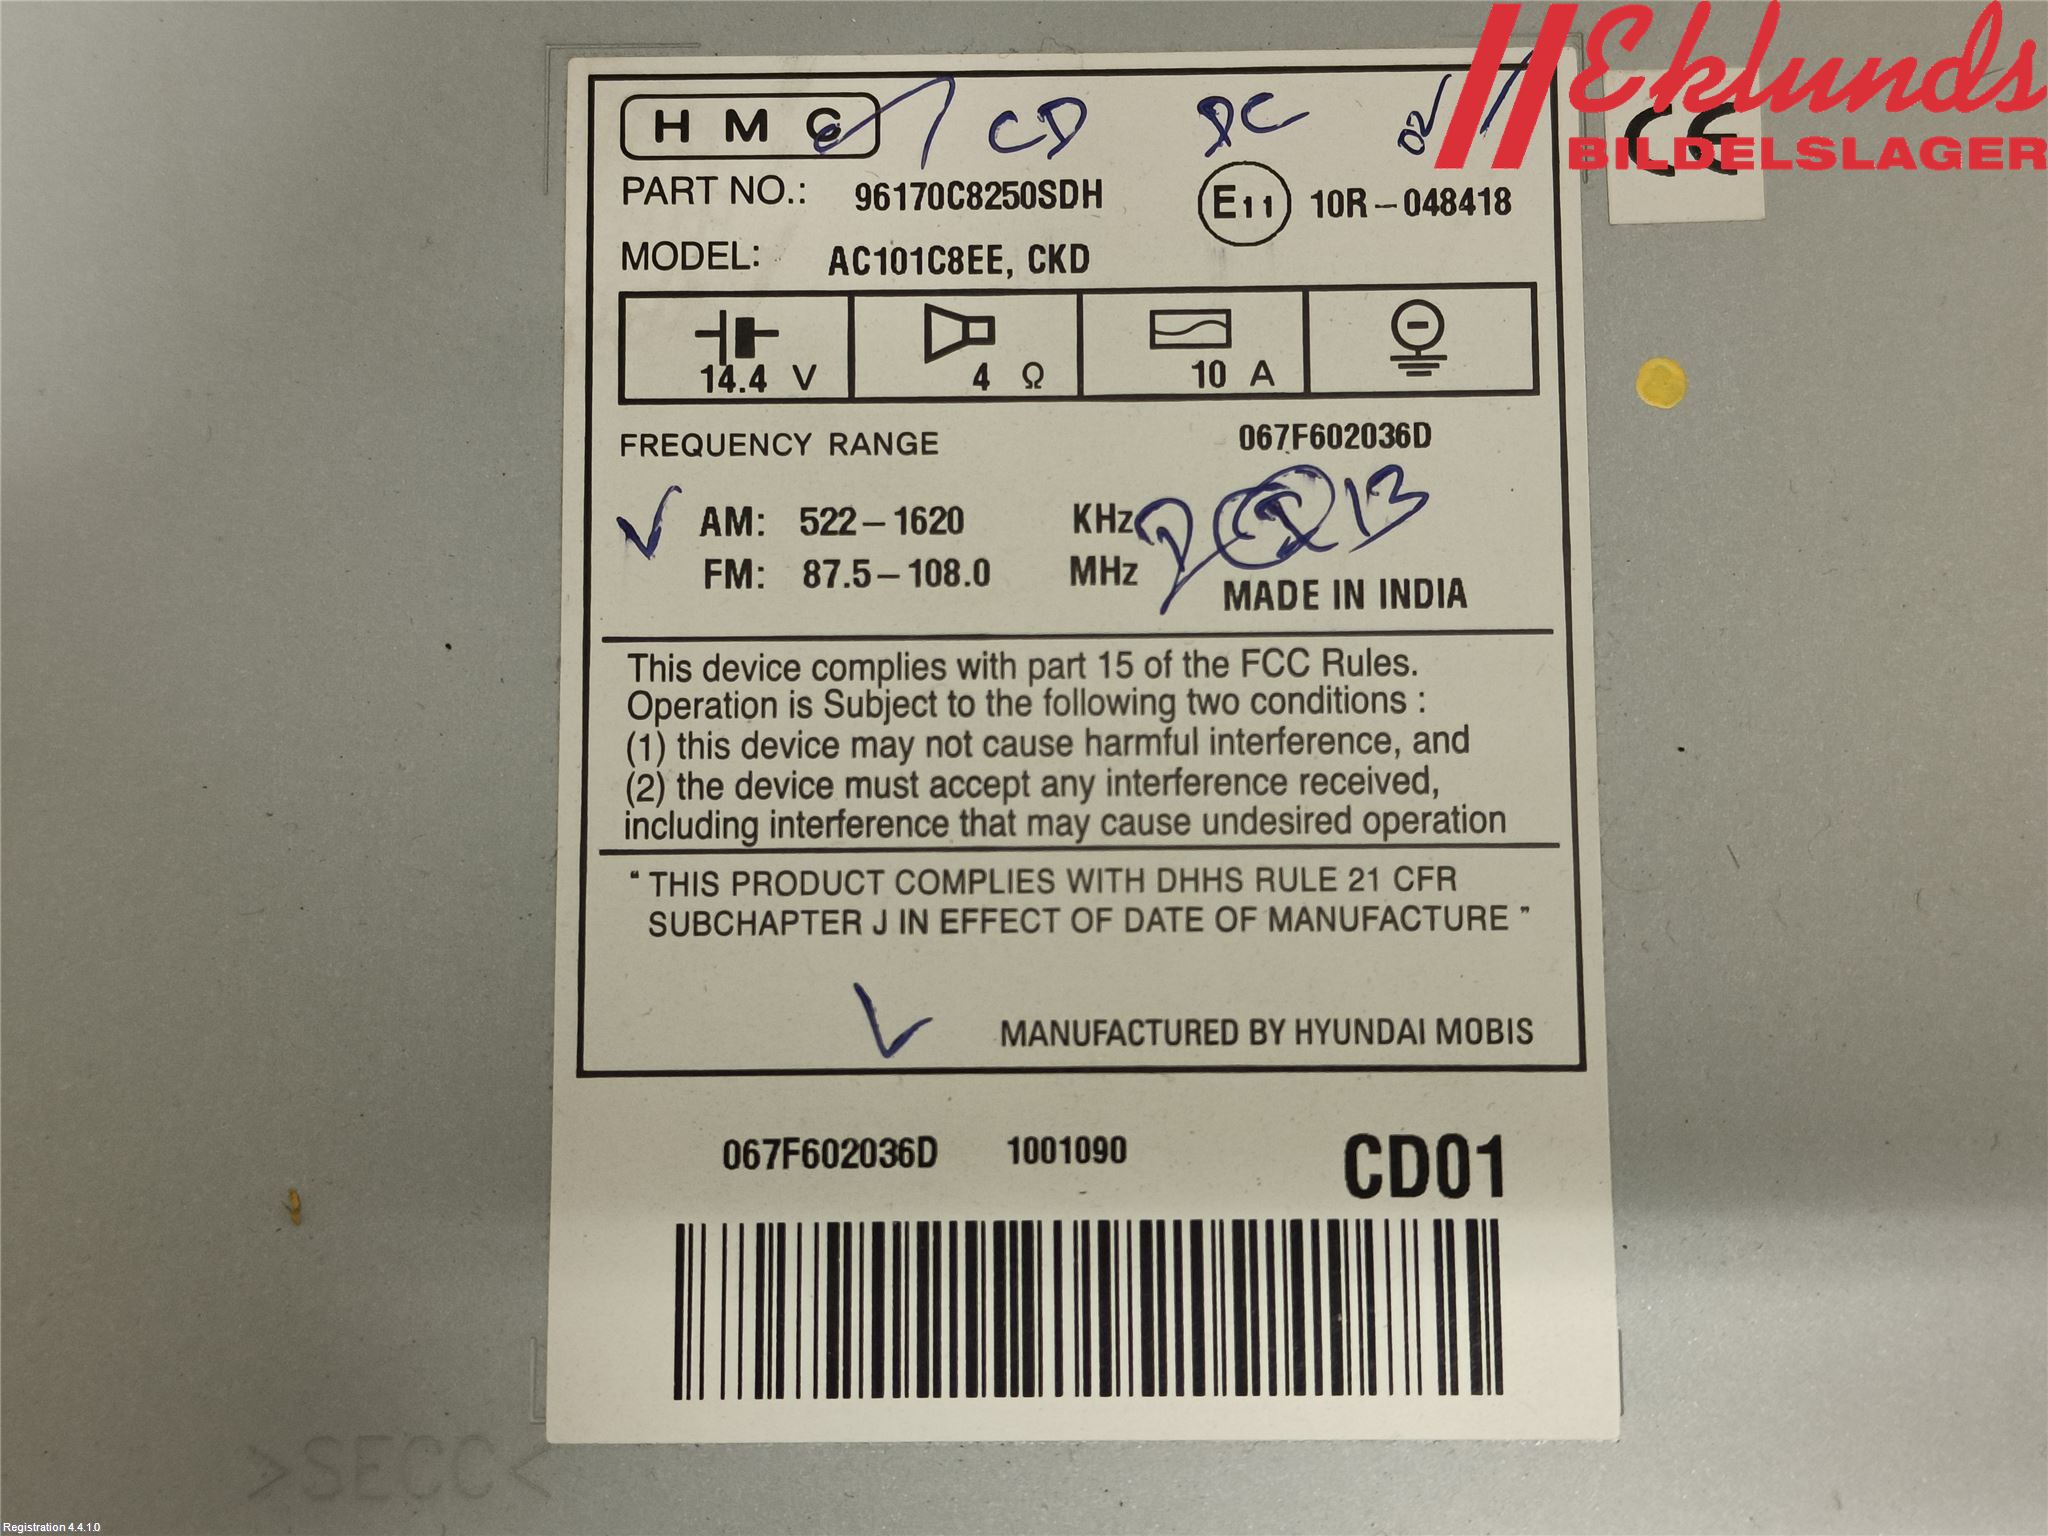 Eklunds
BILDELSLAGER
CE
HMC
CD DC 02
PART NO.: 96170C8250SDH E11 10R-048418
MODEL: AC101C8EE, CKD
14.4 V 4 Ω 10 A
FREQUENCY RANGE 067F602036D
AM: 522-1620 KHz
13
FM: 87.5-108.0 MHz
MADE IN INDIA
This device complies with part 15 of the FCC Rules.
Operation is Subject to the following two conditions :
(1) this device may not cause harmful interference, and
(2) the device must accept any interference received,
including interference that may cause undesired operation
“ THIS PRODUCT COMPLIES WITH DHHS RULE 21 CFR
SUBCHAPTER J IN EFFECT OF DATE OF MANUFACTURE ”
MANUFACTURED BY HYUNDAI MOBIS
067F602036D 1001090 CD01
>SECC<
Registration 4.4.1.0